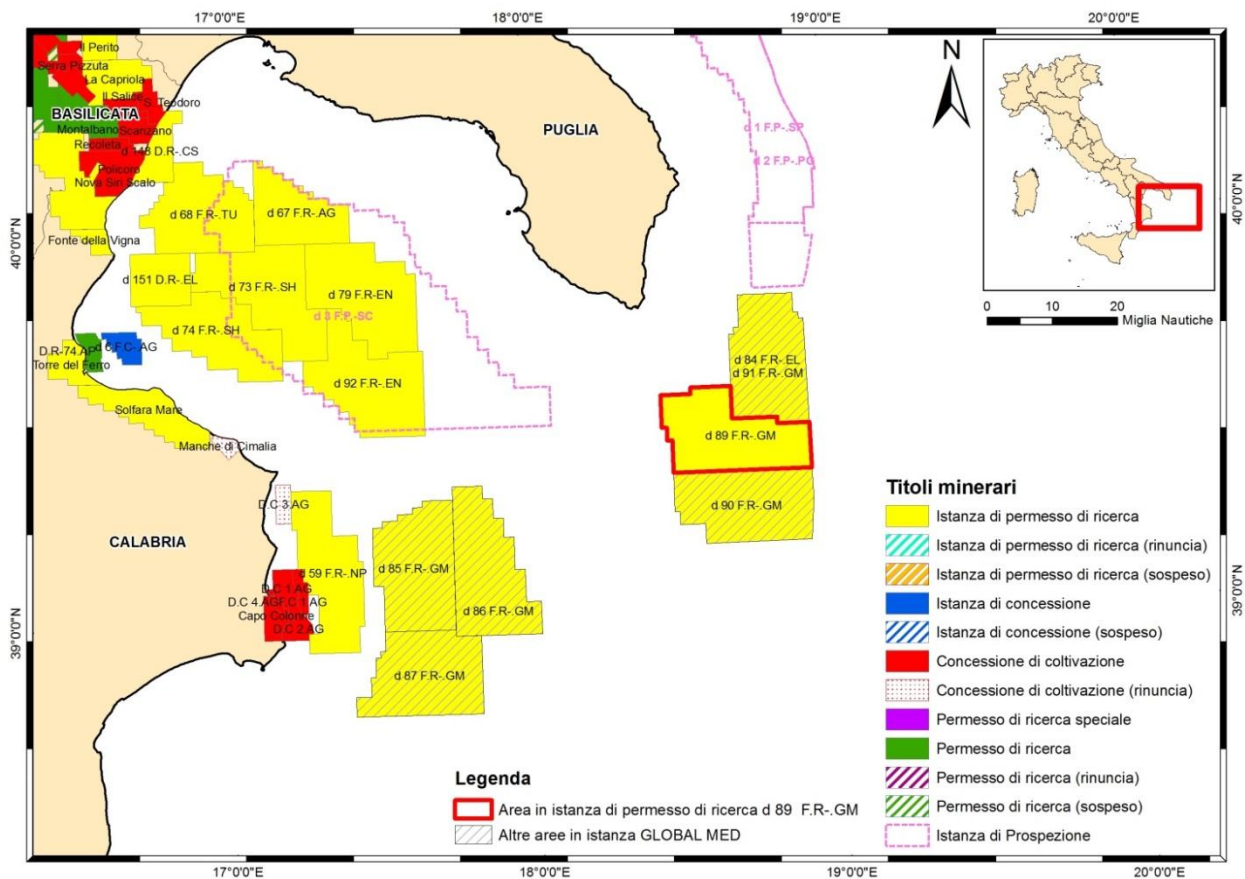 17°0'0"E 18°0'0"E 19°0'0"E 20°0'0"E
Il Perito
Serra Pizzuta
La Capriola
Il Salice
S. Teodoro
BASILICATA
Montalbano
Scanzano
Recoleta
d 148 D.R-.CS
Policoro
Nova Siri Scalo
Fonte della Vigna
PUGLIA
d 1 F.P-.SP
d 2 F.P-.PG
N
40°0'0"N
40°0'0"N
0 10 20
Miglia Nautiche
d 68 F.R-.TU
d 67 F.R-.AG
d 151 D.R-.EL
d 73 F.R-.SH
d 79 F.R-EN
d 3 F.P-.SC
d 74 F.R-.SH
d 92 F.R-.EN
D.R-74.AP
d 6 F.C-.AG
Torre del Ferro
Solfara Mare
Manche di Cimalia
d 84 F.R-.EL
d 91 F.R-.GM
d 89 F.R-.GM
d 90 F.R-.GM
CALABRIA
D.C 3.AG
d 59 F.R-.NP
D.C 1.AG
D.C 4.AGF.C 1.AG
Capo Colonne
D.C 2.AG
d 85 F.R-.GM
d 86 F.R-.GM
d 87 F.R-.GM
39°0'0"N
39°0'0"N
Titoli minerari
Istanza di permesso di ricerca
Istanza di permesso di ricerca (rinuncia)
Istanza di permesso di ricerca (sospeso)
Istanza di concessione
Istanza di concessione (sospeso)
Concessione di coltivazione
Concessione di coltivazione (rinuncia)
Permesso di ricerca speciale
Permesso di ricerca
Permesso di ricerca (rinuncia)
Permesso di ricerca (sospeso)
Istanza di Prospezione
Legenda
Area in istanza di permesso di ricerca d 89 F.R-.GM
Altre aree in istanza GLOBAL MED
17°0'0"E 18°0'0"E 19°0'0"E 20°0'0"E